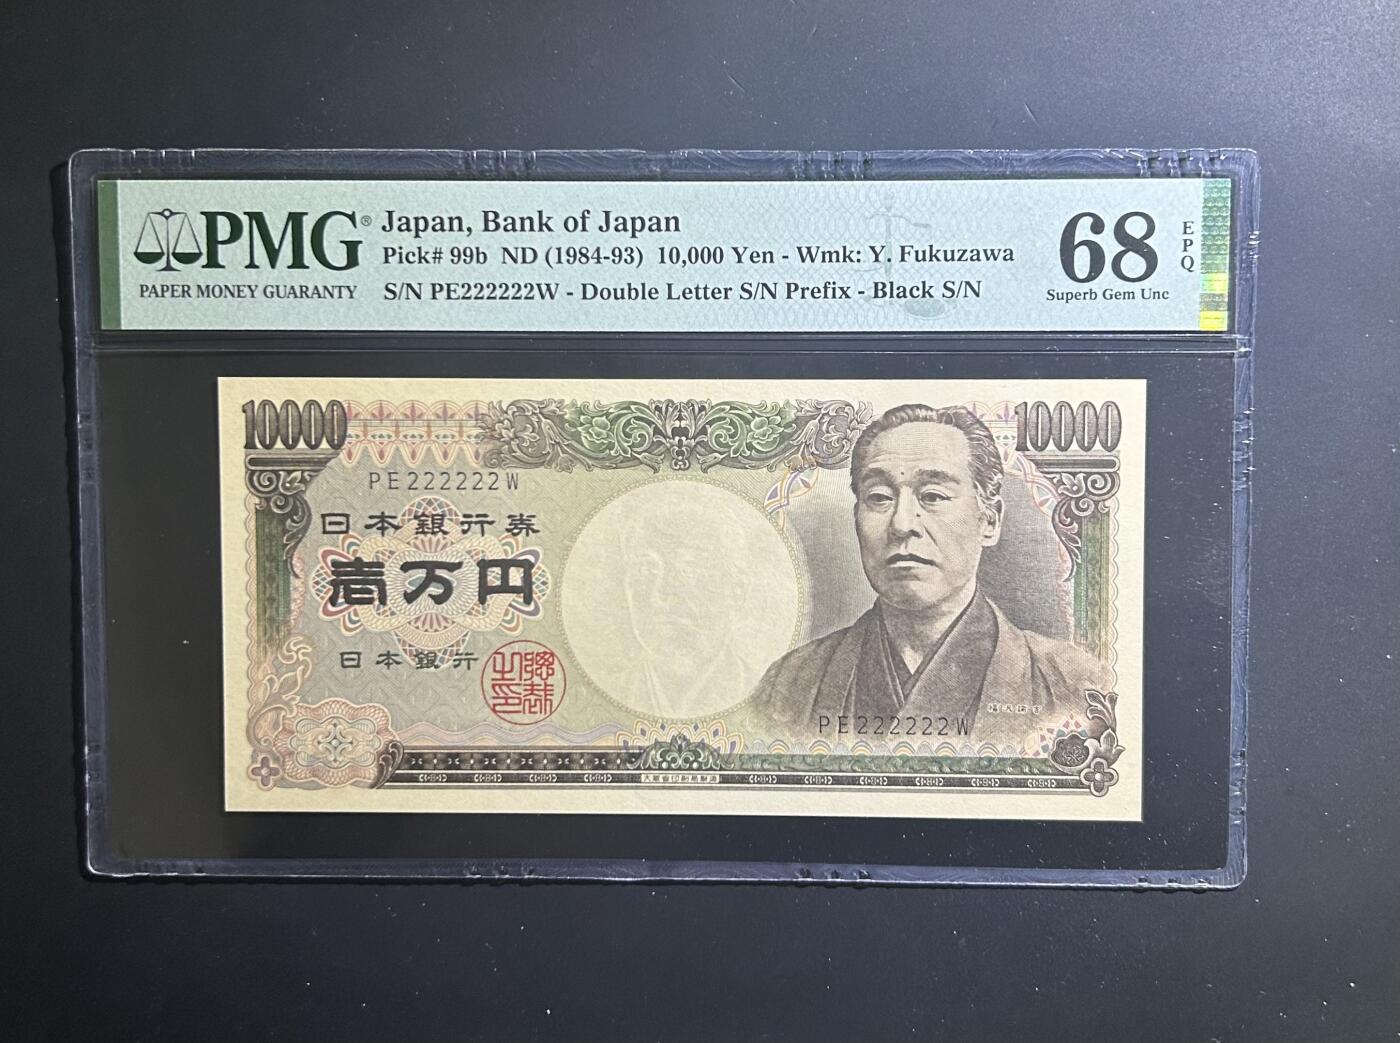 PMG®
PAPER MONEY GUARANTY
Japan, Bank of Japan
Pick# 99b ND (1984-93) 10,000 Yen - Wmk: Y. Fukuzawa
S/N PE222222W - Double Letter S/N Prefix - Black S/N
68
Superb Gem Unc
EPQ
10000
10000
PE222222W
日本銀行券
壱万円
日本銀行
PE222222W